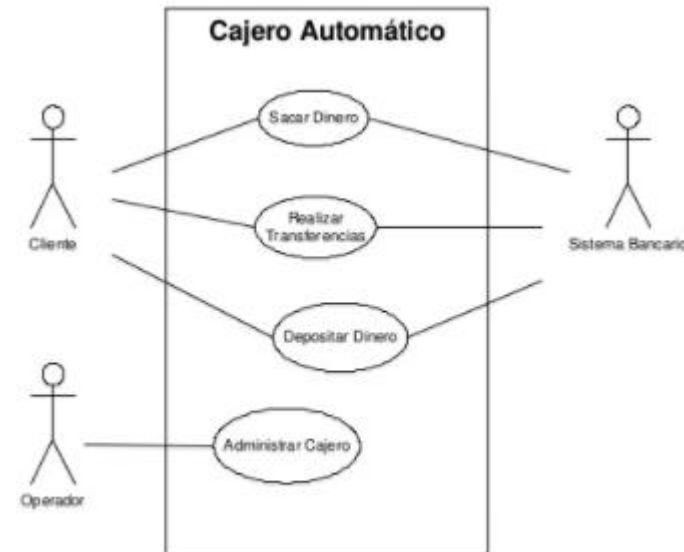 Cajero Automático
Sacar Dinero
Realizar
Transferencias
Cliente
Sistema Bancario
Depositar Dinero
Administrar Cajero
Operador